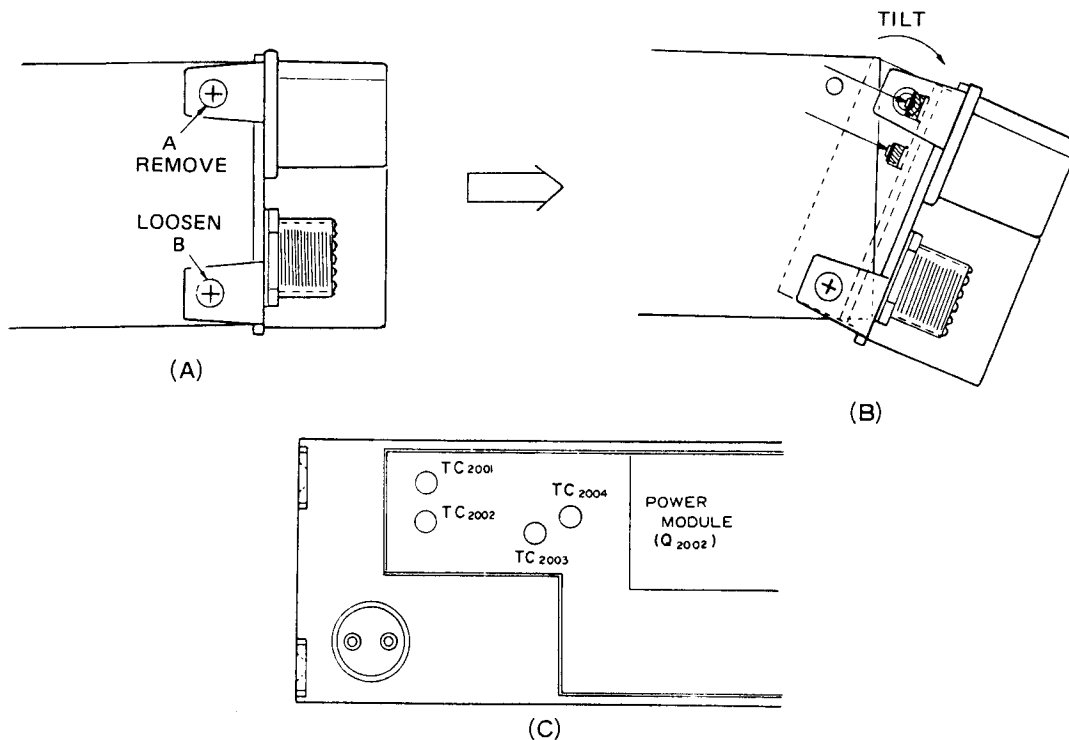 TILT
A
REMOVE
LOOSEN
B
(A)
(B)
TC2001
TC2002
TC2004
TC2003
POWER
MODULE
(Q2002)
(C)